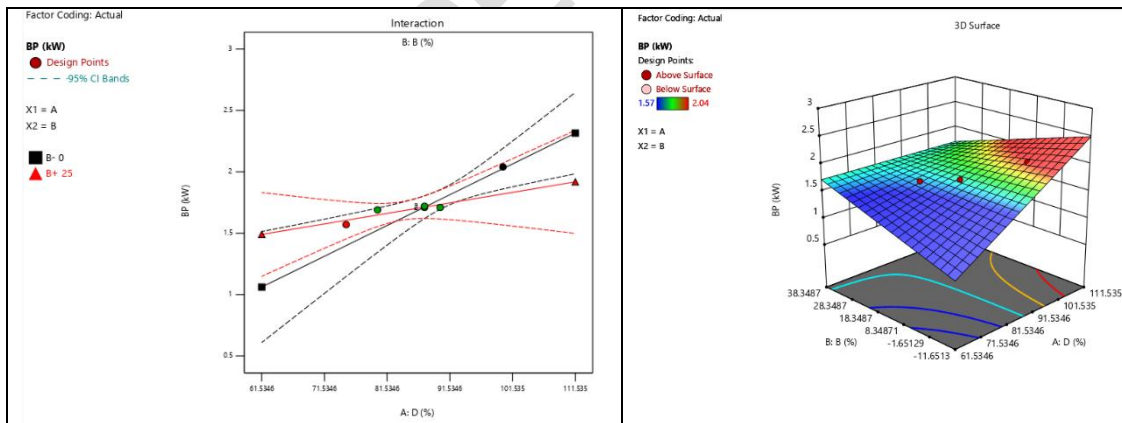 Factor Coding: Actual
Interaction
B: B (%)
BP (kW)
Design Points
95% CI Bands
X1 = A
X2 = B
B- 0
B+ 25
BP (kW)
3
2.5
2
1.5
1
0.5
61.5346
71.5346
81.5346
91.5346
101.535
111.535
A: D (%)
Factor Coding: Actual
3D Surface
BP (kW)
Design Points:
Above Surface
Below Surface
1.57
2.04
X1 = A
X2 = B
BP (kW)
3
2.5
2
1.5
1
0.5
38.3487
28.3487
18.3487
8.34871
-1.65129
-11.6513
B: B (%)
111.535
101.535
91.5346
81.5346
71.5346
61.5346
A: D (%)